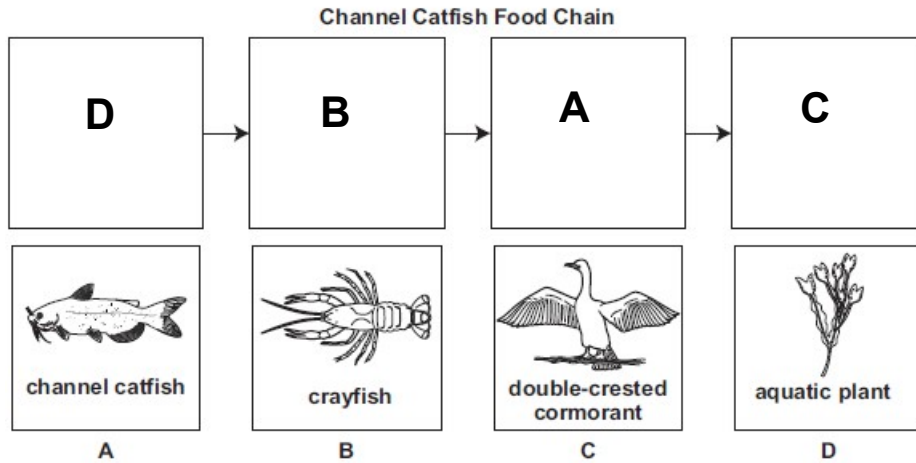 Channel Catfish Food Chain
D B A C
channel catfish
crayfish
double-crested
cormorant
aquatic plant
A B C D